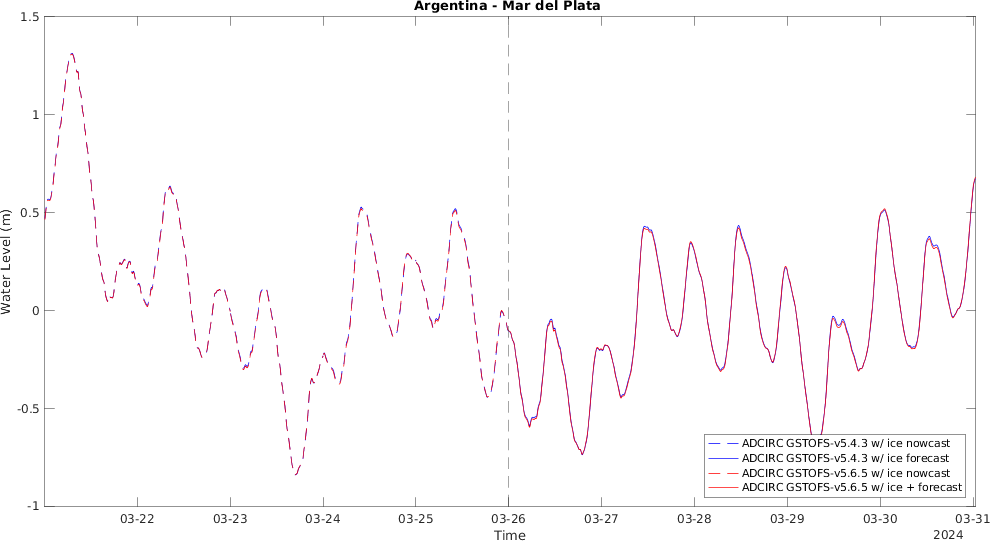 Argentina - Mar del Plata
Water Level (m)
1.5
1
0.5
0
-0.5
-1
03-22
03-23
03-24
03-25
03-26
03-27
03-28
03-29
03-30
03-31
Time
2024
ADCIRC GSTOFS-v5.4.3 w/ ice nowcast
ADCIRC GSTOFS-v5.4.3 w/ ice forecast
ADCIRC GSTOFS-v5.6.5 w/ ice nowcast
ADCIRC GSTOFS-v5.6.5 w/ ice + forecast